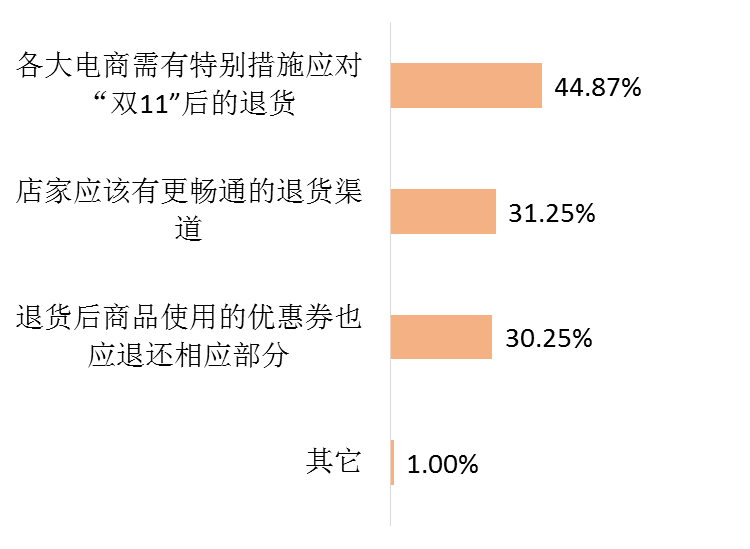 各大电商需有特别措施应对
“双11”后的退货
44.87%
店家应该有更畅通的退货渠
道
31.25%
退货后商品使用的优惠券也
应退还相应部分
30.25%
其它
1.00%